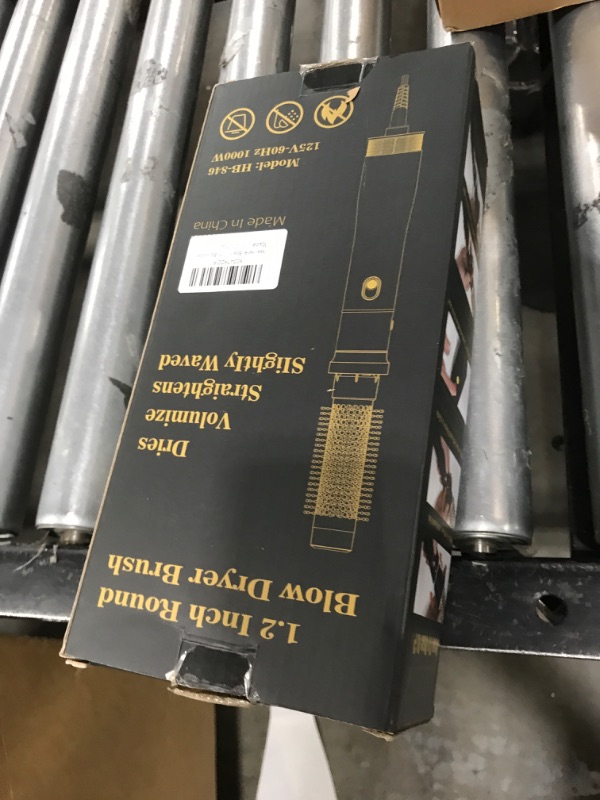 1.2 Inch Round
Blow Dryer Brush
Dries
Volumize
Straightens
Slightly Waved
Made in China
Model: HB-846
125V-60Hz 1000W